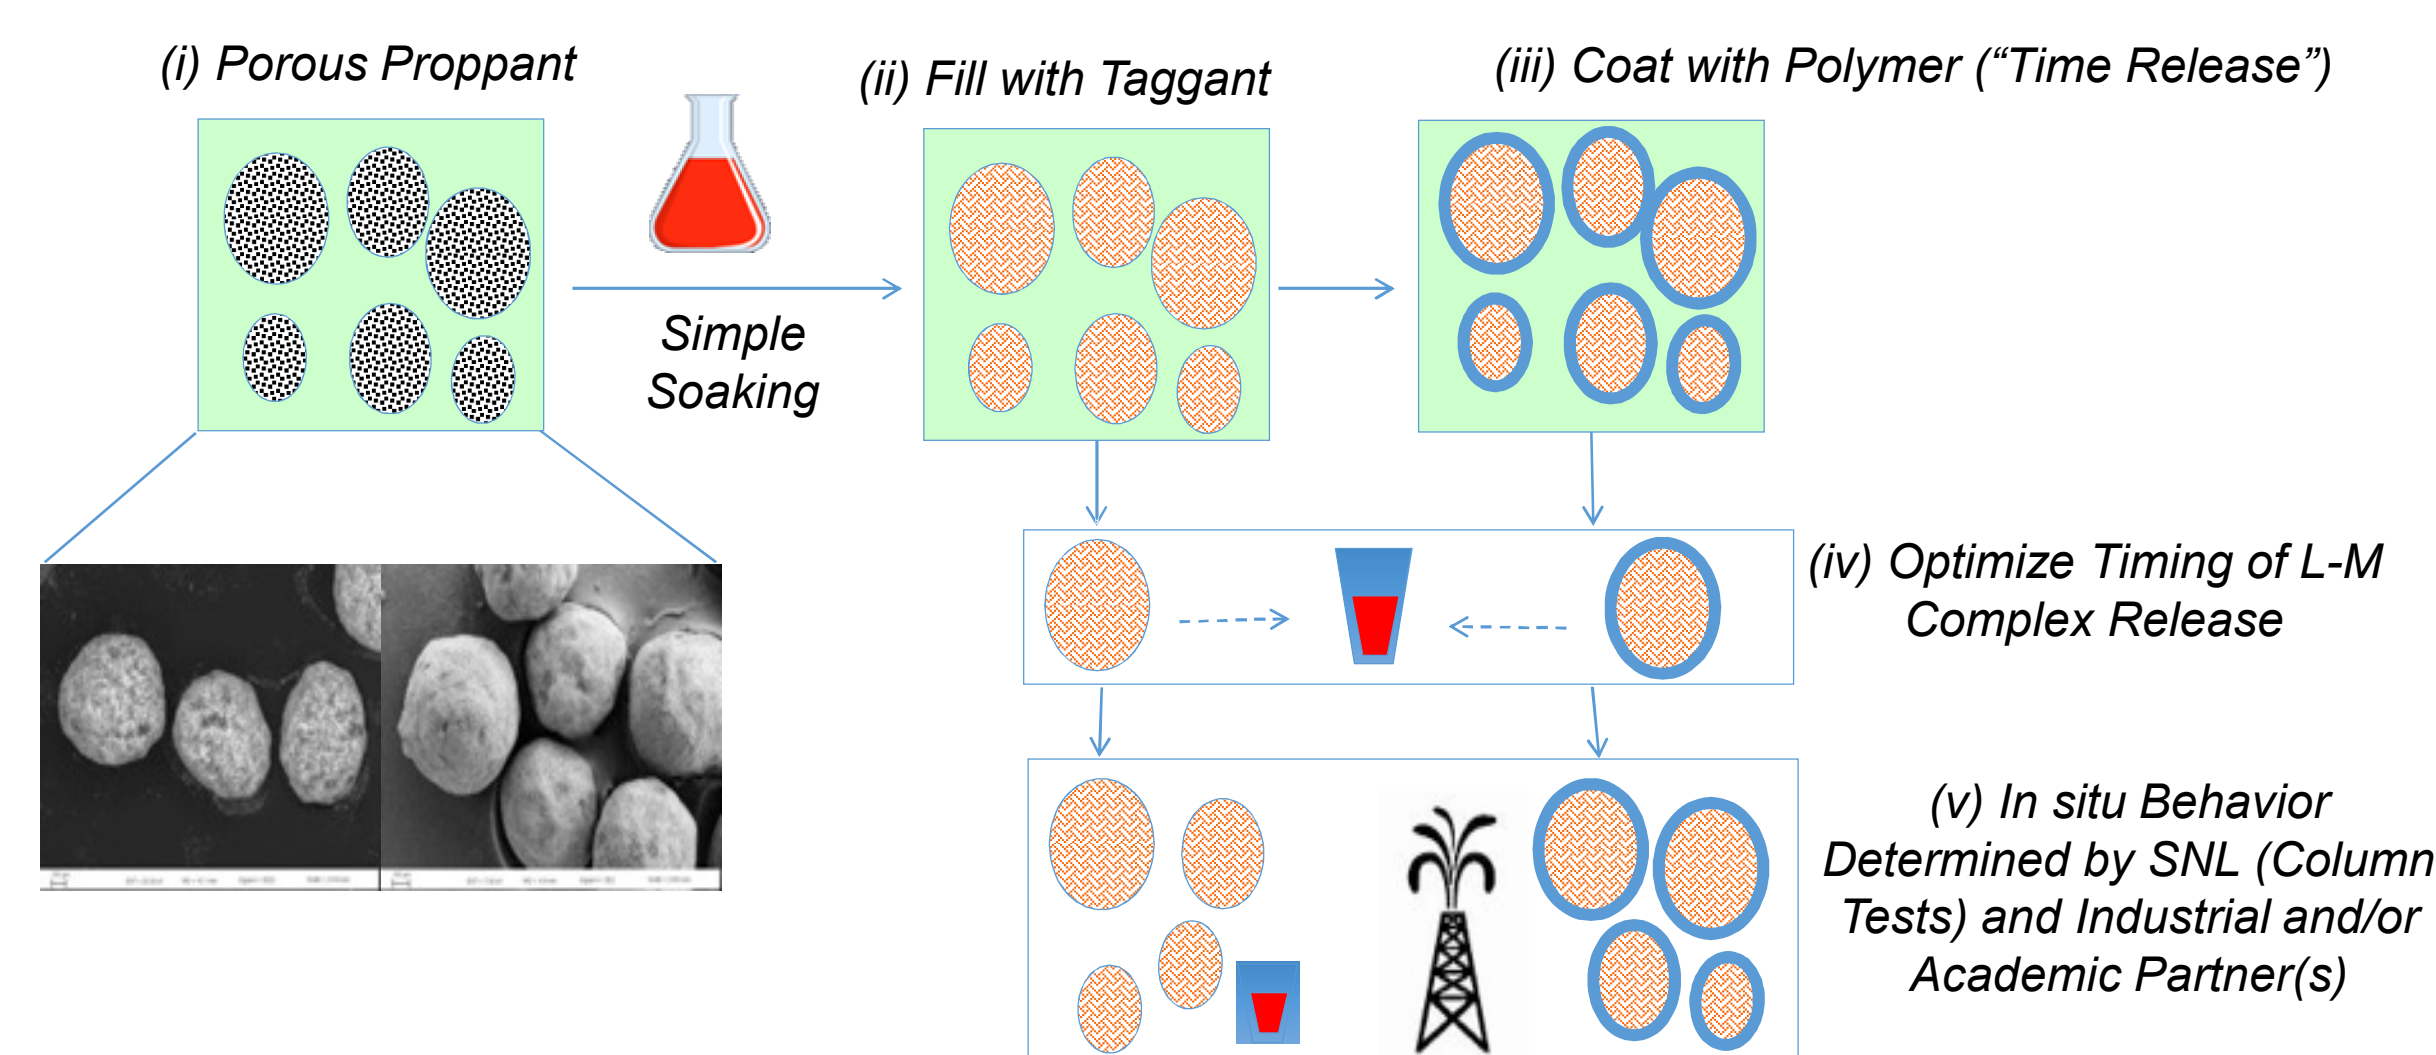 (i) Porous Proppant
(ii) Fill with Taggant
(iii) Coat with Polymer (“Time Release”)
Simple
Soaking
(iv) Optimize Timing of L-M
Complex Release
(v) In situ Behavior
Determined by SNL (Column
Tests) and Industrial and/or
Academic Partner(s)